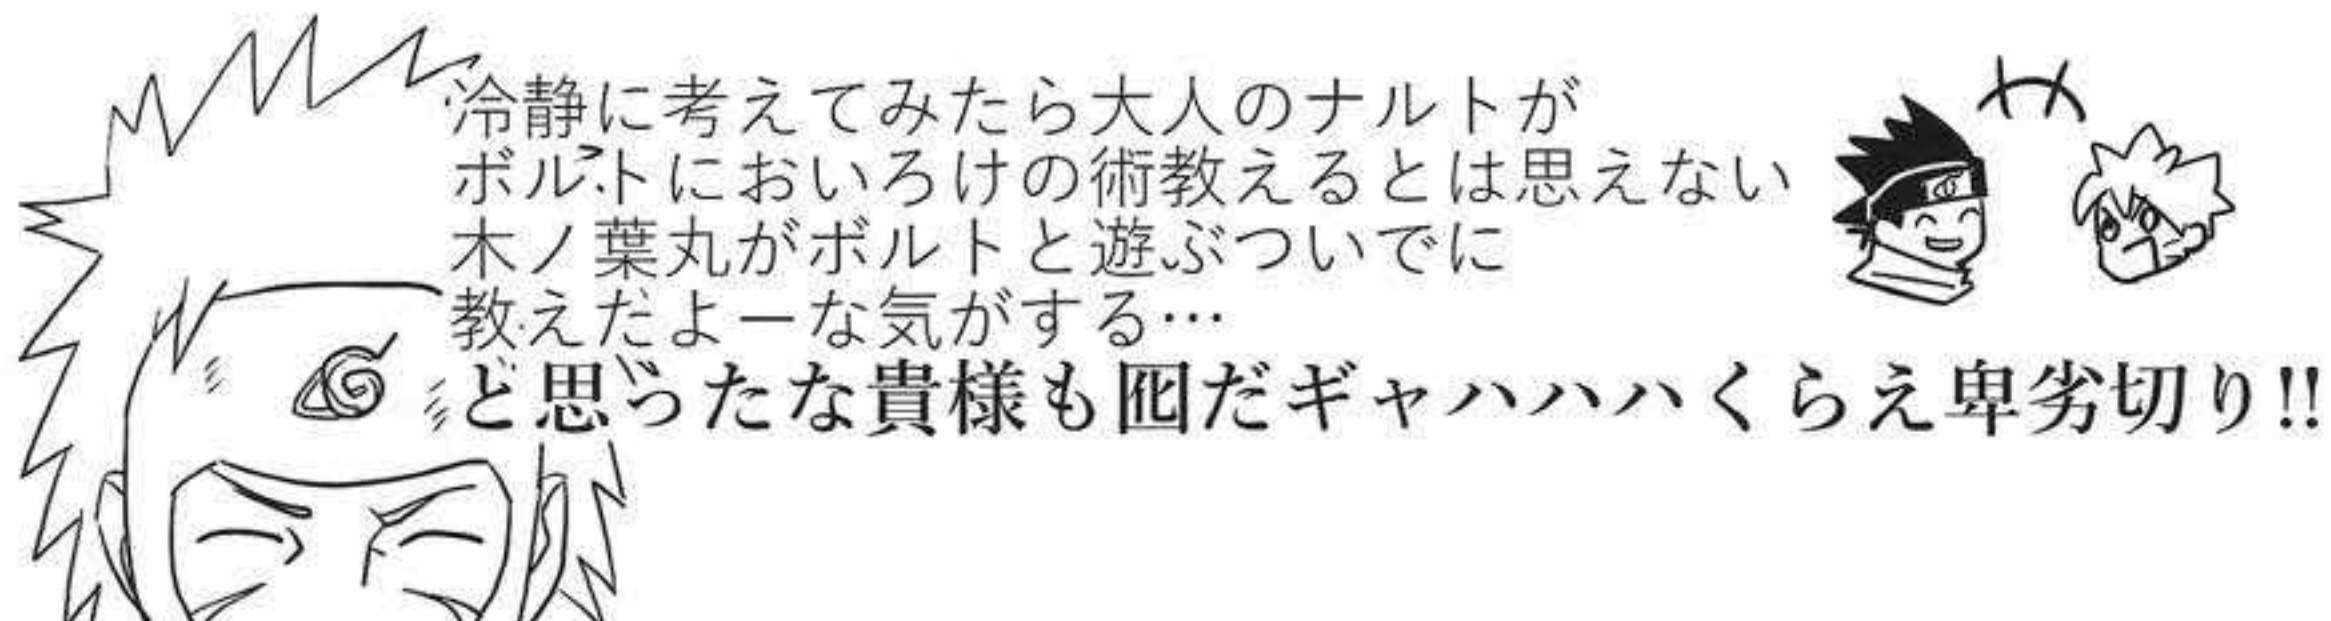 冷静に考えてみたら大人のナルトが
ボルトにおいろけの術教えるとは思えない
木ノ葉丸がボルトと遊ぶついでに
教えたよーな気がする…
と思ったな貴様も囮だギャハハハくらえ卑劣切り!!